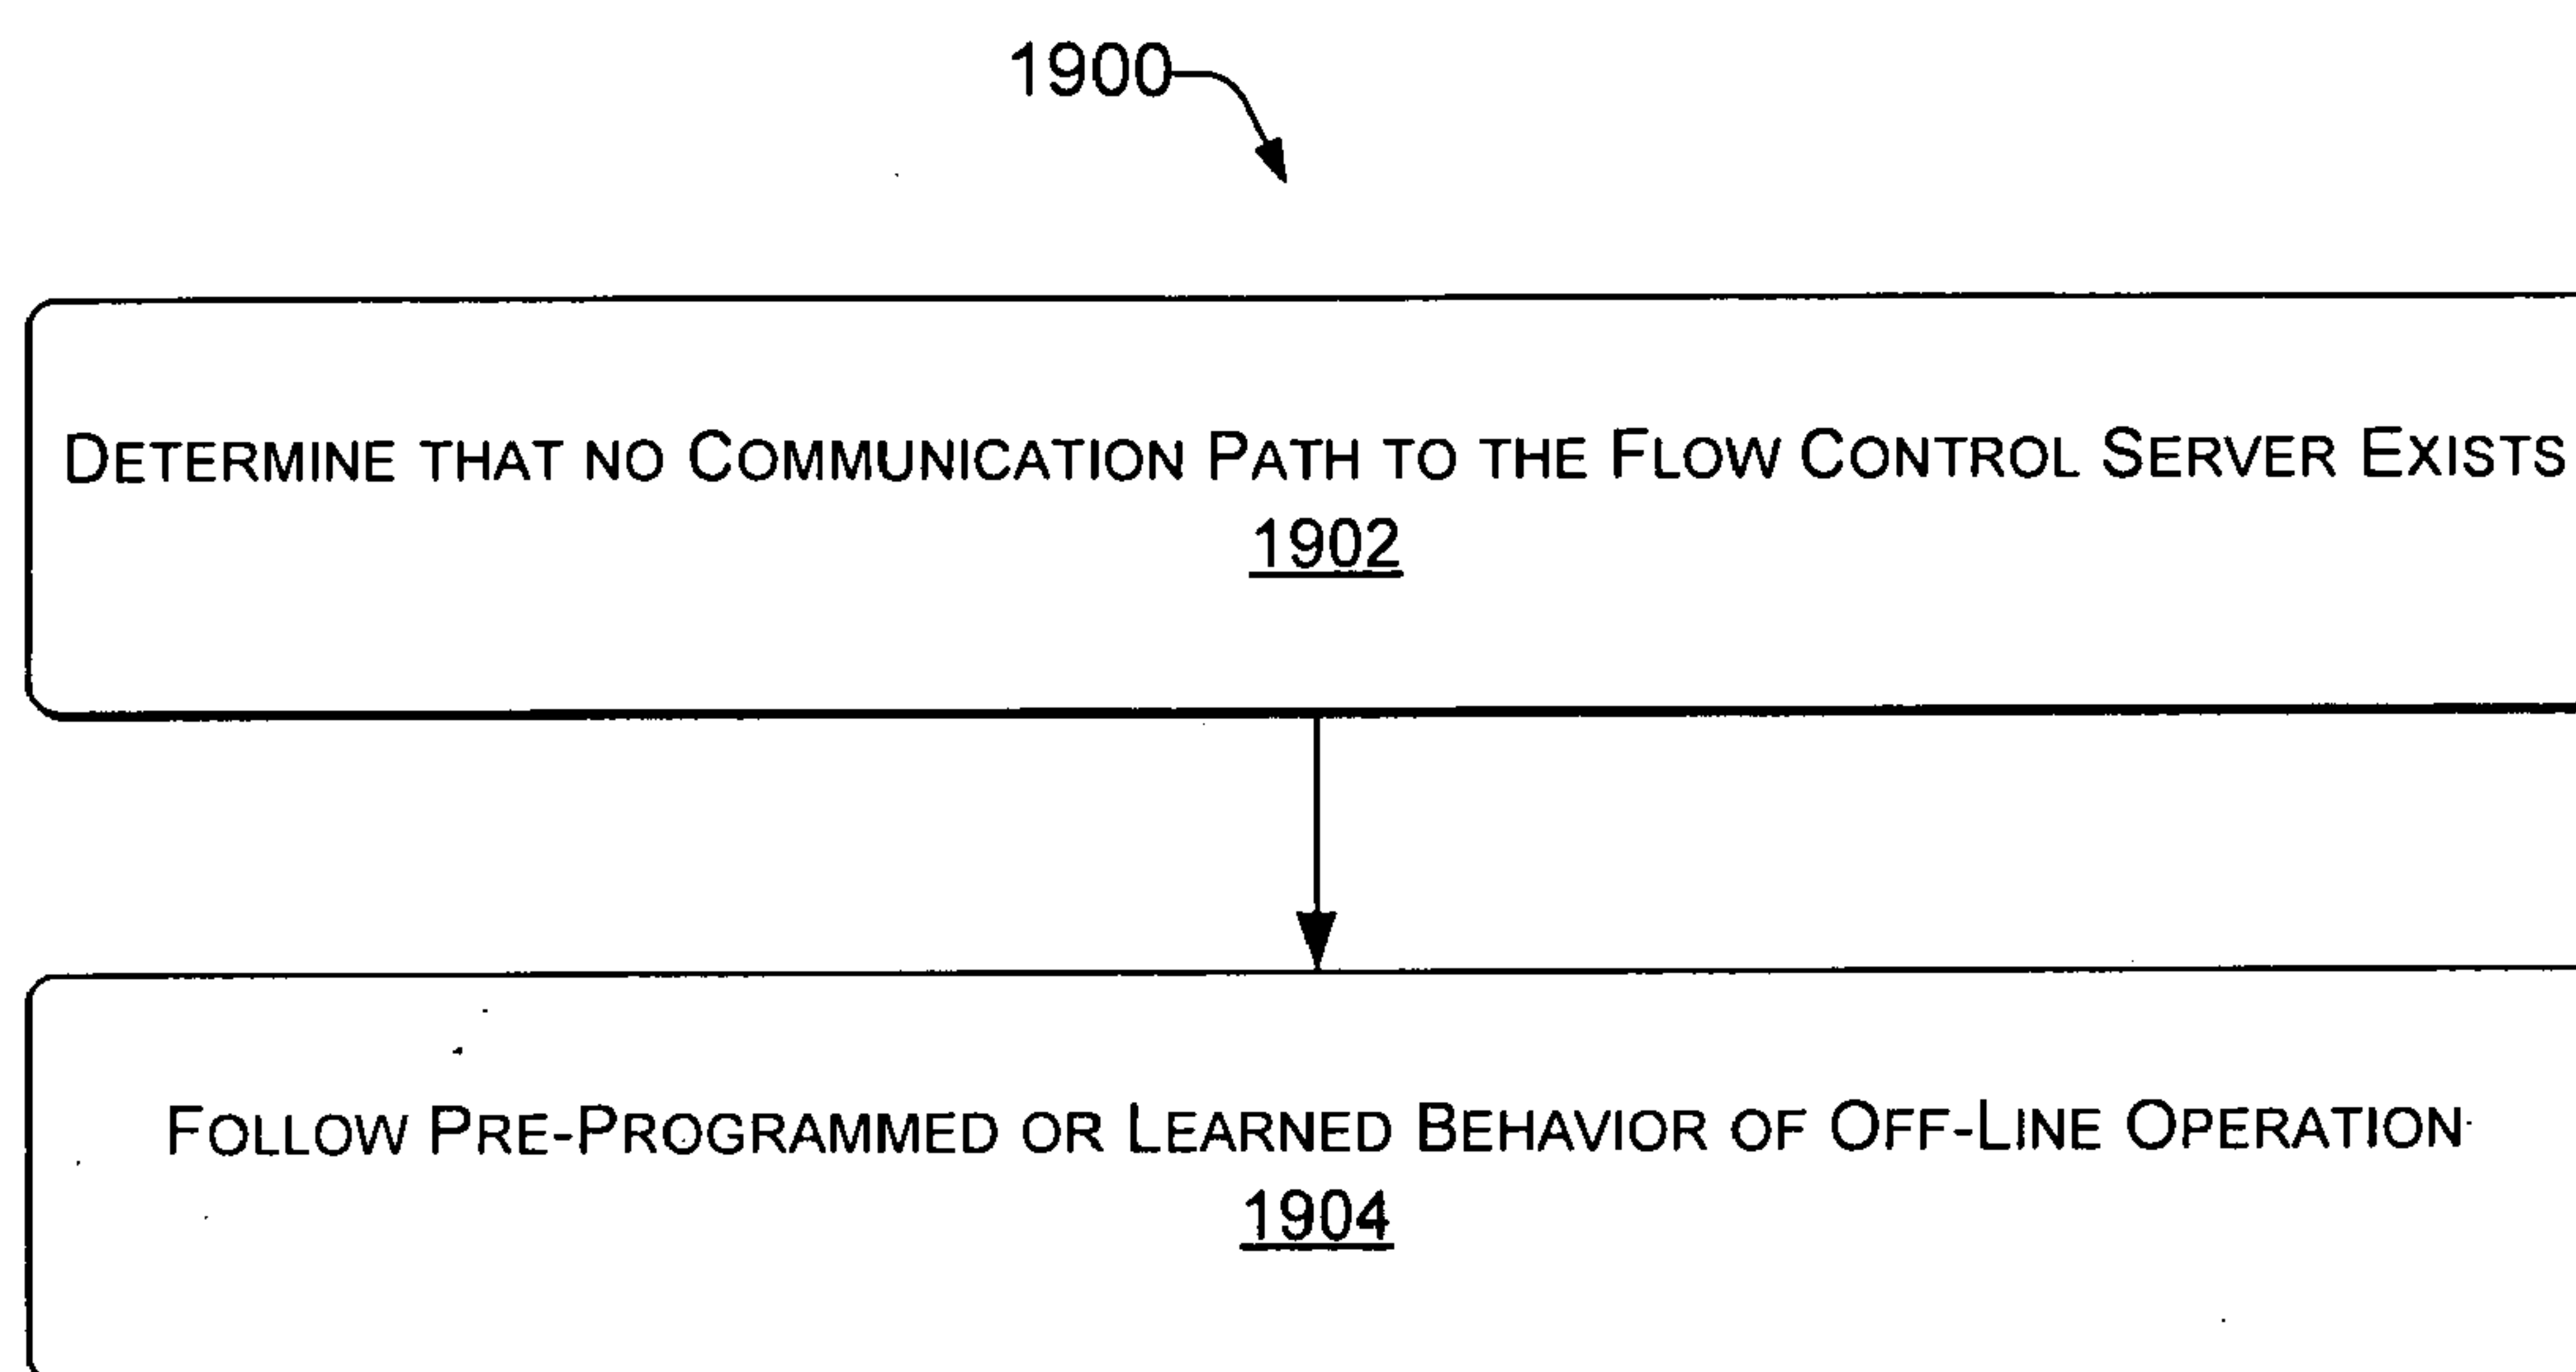 1900
DETERMINE THAT NO COMMUNICATION PATH TO THE FLOW CONTROL SERVER EXISTS
1902
FOLLOW PRE-PROGRAMMED OR LEARNED BEHAVIOR OF OFF-LINE OPERATION
1904